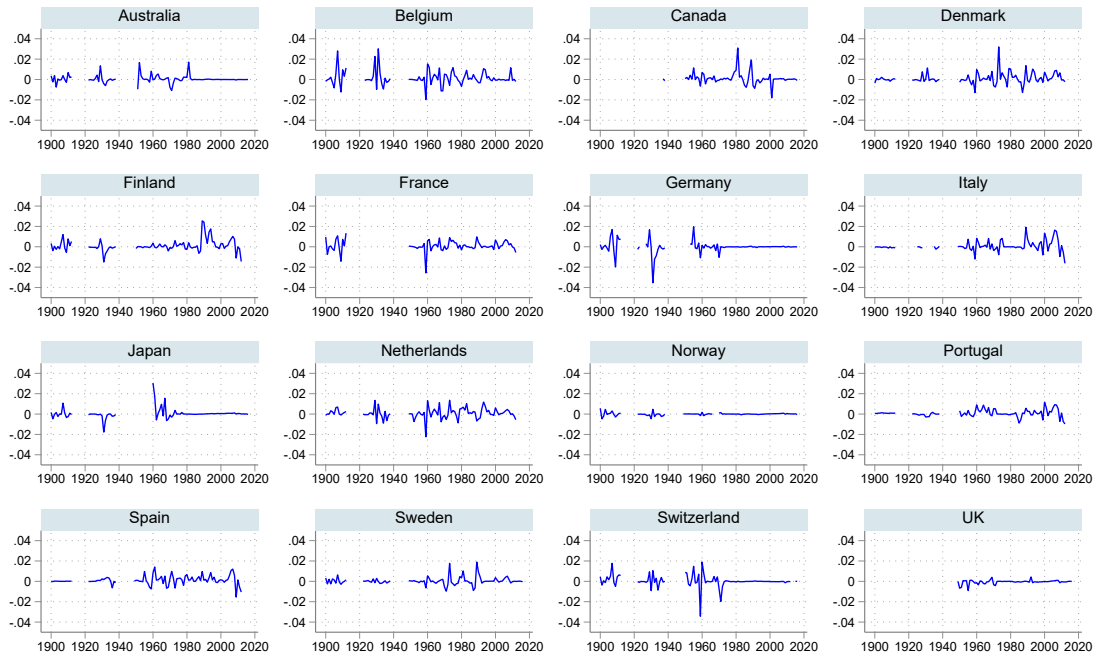 Australia Belgium Canada Denmark
.04 .04 .04 .04
.02 .02 .02 .02
0 0 0 0
-.02 -.02 -.02 -.02
-.04 -.04 -.04 -.04
1900 1920 1940 1960 1980 2000 2020 1900 1920 1940 1960 1980 2000 2020 1900 1920 1940 1960 1980 2000 2020 1900 1920 1940 1960 1980 2000 2020
Finland France Germany Italy
.04 .04 .04 .04
.02 .02 .02 .02
0 0 0 0
-.02 -.02 -.02 -.02
-.04 -.04 -.04 -.04
1900 1920 1940 1960 1980 2000 2020 1900 1920 1940 1960 1980 2000 2020 1900 1920 1940 1960 1980 2000 2020 1900 1920 1940 1960 1980 2000 2020
Japan Netherlands Norway Portugal
.04 .04 .04 .04
.02 .02 .02 .02
0 0 0 0
-.02 -.02 -.02 -.02
-.04 -.04 -.04 -.04
1900 1920 1940 1960 1980 2000 2020 1900 1920 1940 1960 1980 2000 2020 1900 1920 1940 1960 1980 2000 2020 1900 1920 1940 1960 1980 2000 2020
Spain Sweden Switzerland UK
.04 .04 .04 .04
.02 .02 .02 .02
0 0 0 0
-.02 -.02 -.02 -.02
-.04 -.04 -.04 -.04
1900 1920 1940 1960 1980 2000 2020 1900 1920 1940 1960 1980 2000 2020 1900 1920 1940 1960 1980 2000 2020 1900 1920 1940 1960 1980 2000 2020